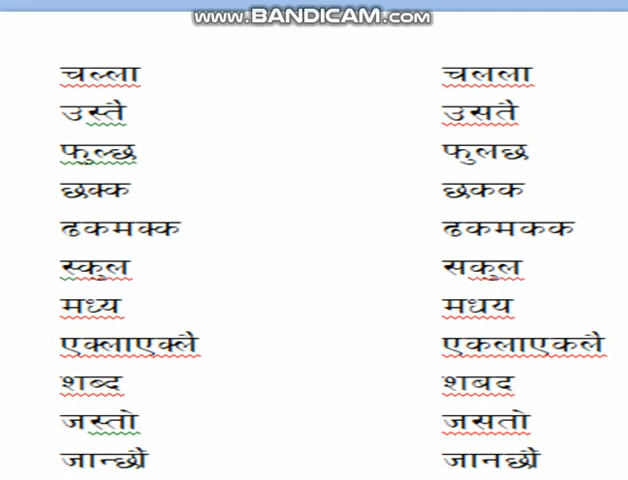 www.BANDICAM.com
चल्ला चलला
उस्तै उसतै
फुल्छ फुलछ
छक्क छकक
ढकमक्क ढकमकक
स्कुल सकुल
मध्य मधय
एक्लाएक्लै एकलाएकलै
शब्द शबद
जस्तो जसतो
जान्छौ जानछौ